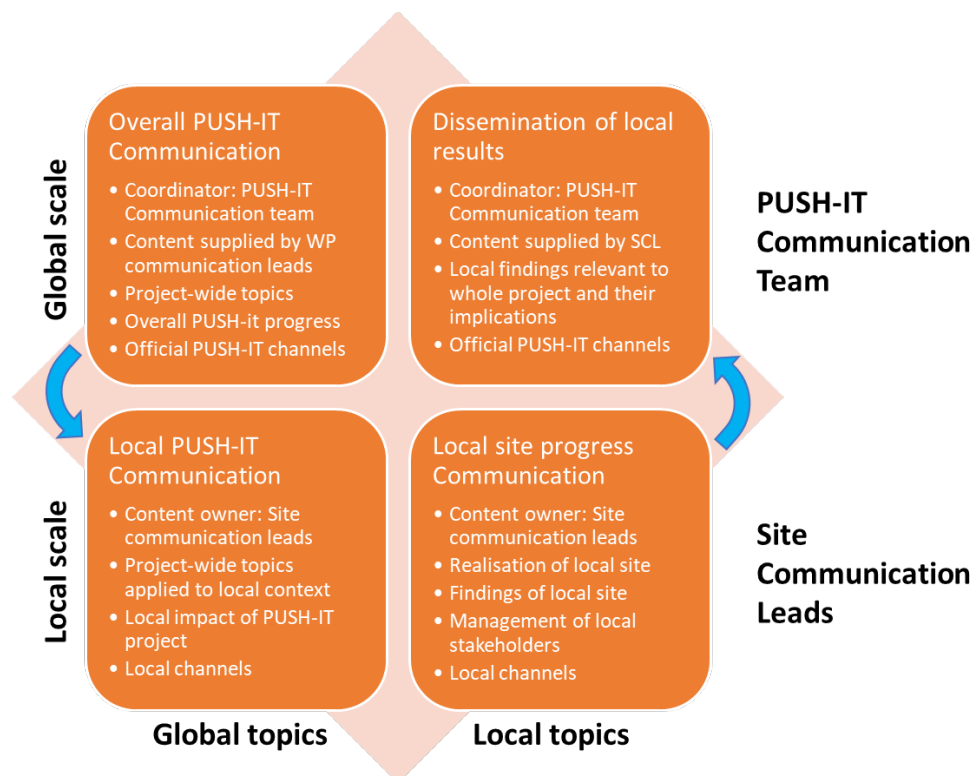 Global scale
Overall PUSH-IT
Communication
• Coordinator: PUSH-IT
Communication team
• Content supplied by WP
communication leads
• Project-wide topics
• Overall PUSH-it progress
• Official PUSH-IT channels
Dissemination of local
results
• Coordinator: PUSH-IT
Communication team
• Content supplied by SCL
• Local findings relevant to
whole project and their
implications
• Official PUSH-IT channels
PUSH-IT
Communication
Team
Local scale
Local PUSH-IT
Communication
• Content owner: Site
communication leads
• Project-wide topics
applied to local context
• Local impact of PUSH-IT
project
• Local channels
Local site progress
Communication
• Content owner: Site
communication leads
• Realisation of local site
• Findings of local site
• Management of local
stakeholders
• Local channels
Site
Communication
Leads
Global topics
Local topics